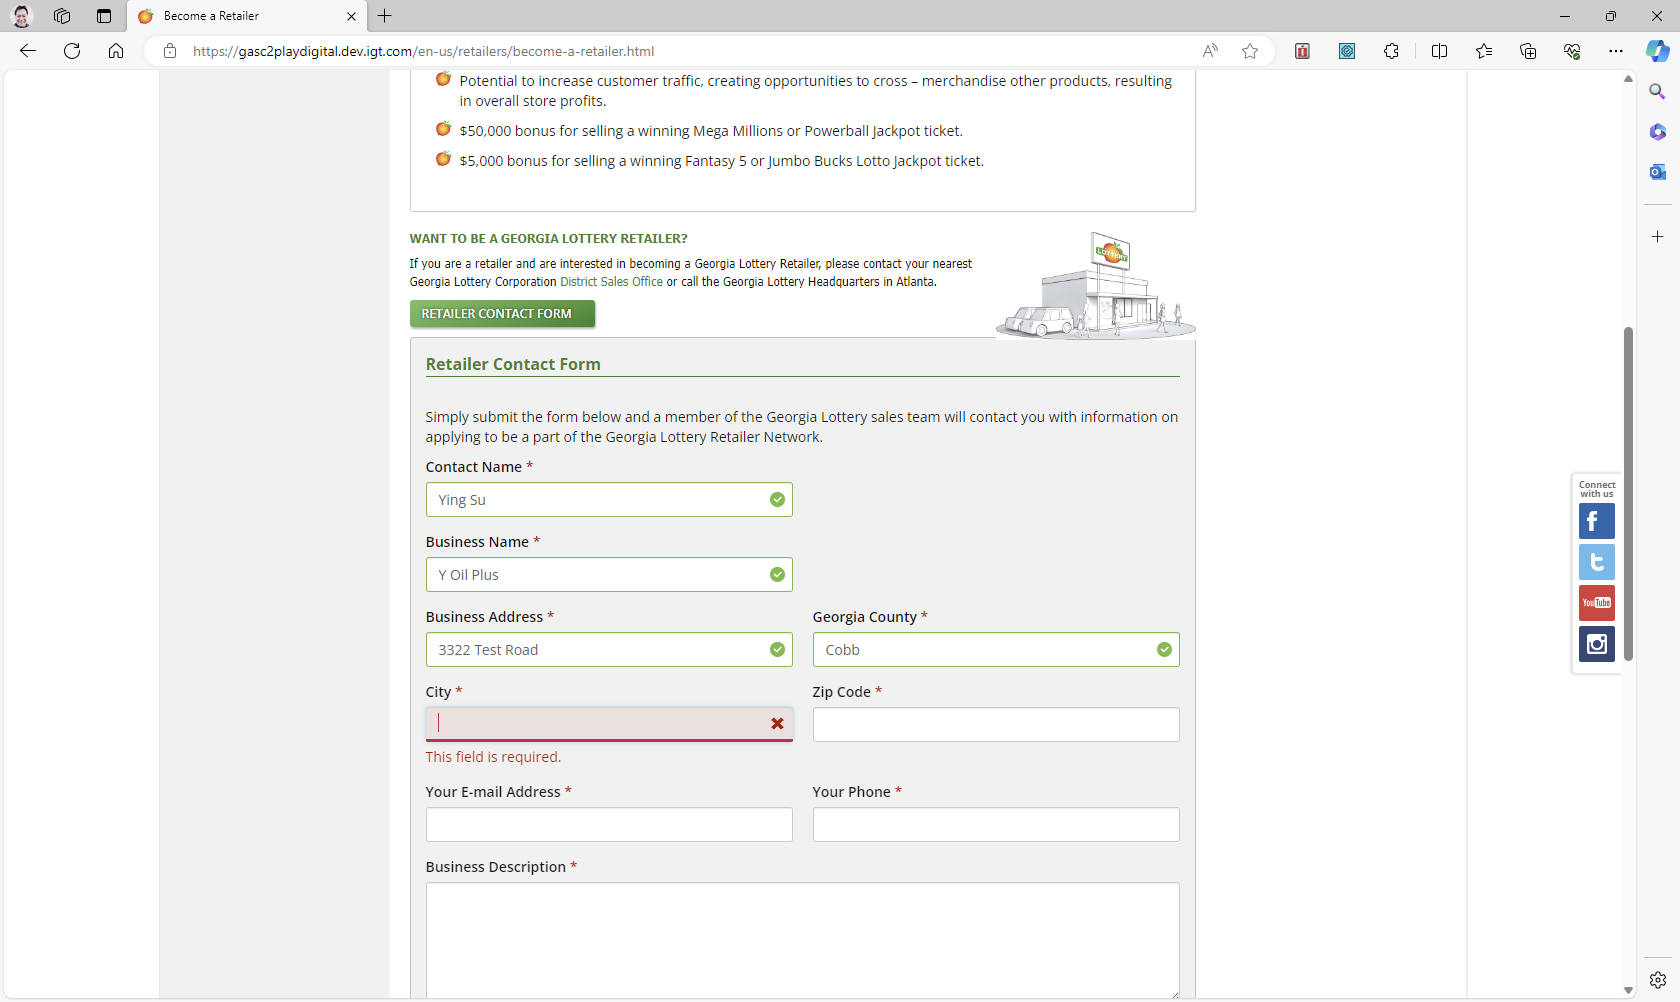 Become a Retailer
https://gasc2playdigital.dev.igt.com/en-us/retailers/become-a-retailer.html
Potential to increase customer traffic, creating opportunities to cross – merchandise other products, resulting
in overall store profits.
$50,000 bonus for selling a winning Mega Millions or Powerball Jackpot ticket.
$5,000 bonus for selling a winning Fantasy 5 or Jumbo Bucks Lotto Jackpot ticket.
WANT TO BE A GEORGIA LOTTERY RETAILER?
If you are a retailer and are interested in becoming a Georgia Lottery Retailer, please contact your nearest
Georgia Lottery Corporation District Sales Office or call the Georgia Lottery Headquarters in Atlanta.
LOTTERY
RETAILER CONTACT FORM
Retailer Contact Form
Simply submit the form below and a member of the Georgia Lottery sales team will contact you with information on
applying to be a part of the Georgia Lottery Retailer Network.
Contact Name *
Ying Su
Business Name *
Y Oil Plus
Business Address * Georgia County *
3322 Test Road Cobb
City * Zip Code *
This field is required.
Your E-mail Address * Your Phone *
Business Description *
Connect
with us
f
t
YouTube